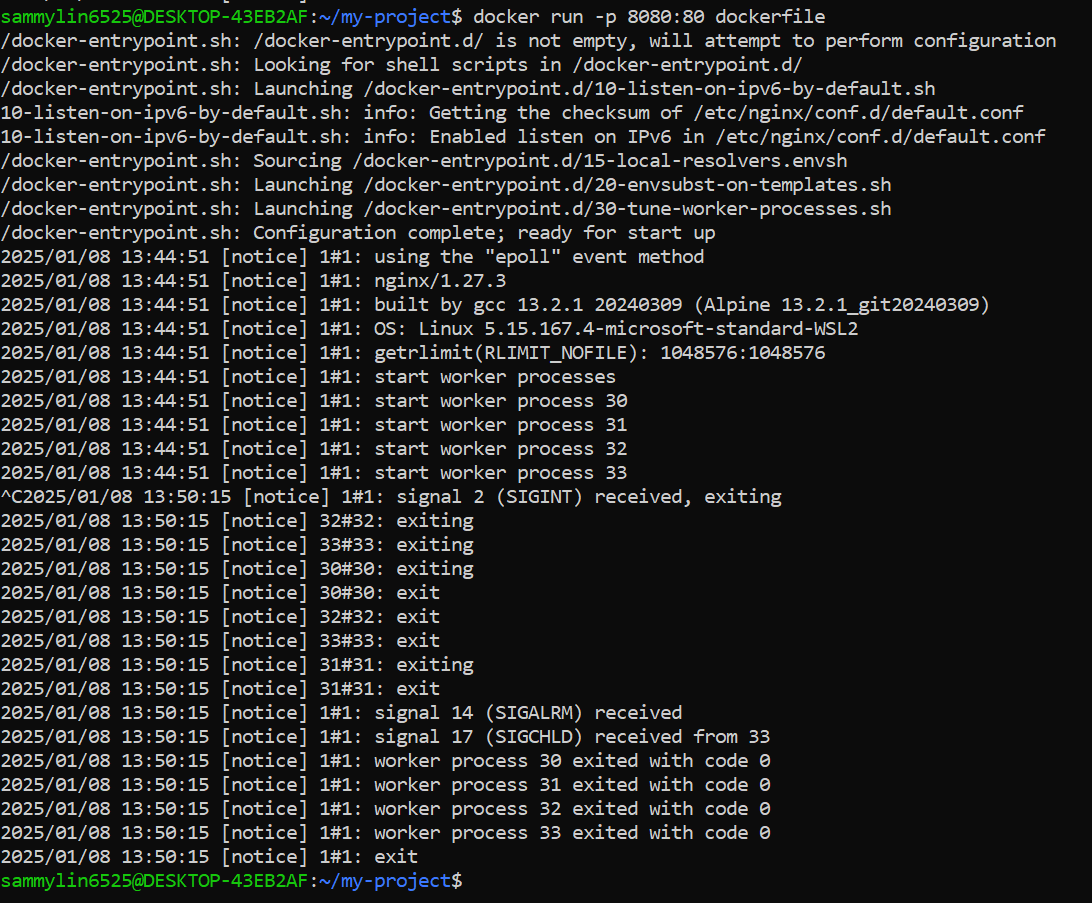 sammylin6525@DESKTOP-43EB2AF:~/my-project$ docker run -p 8080:80 dockerfile
/docker-entrypoint.sh: /docker-entrypoint.d/ is not empty, will attempt to perform configuration
/docker-entrypoint.sh: Looking for shell scripts in /docker-entrypoint.d/
/docker-entrypoint.sh: Launching /docker-entrypoint.d/10-listen-on-ipv6-by-default.sh
10-listen-on-ipv6-by-default.sh: info: Getting the checksum of /etc/nginx/conf.d/default.conf
10-listen-on-ipv6-by-default.sh: info: Enabled listen on IPv6 in /etc/nginx/conf.d/default.conf
/docker-entrypoint.sh: Sourcing /docker-entrypoint.d/15-local-resolvers.envsh
/docker-entrypoint.sh: Launching /docker-entrypoint.d/20-envsubst-on-templates.sh
/docker-entrypoint.sh: Launching /docker-entrypoint.d/30-tune-worker-processes.sh
/docker-entrypoint.sh: Configuration complete; ready for start up
2025/01/08 13:44:51 [notice] 1#1: using the "epoll" event method
2025/01/08 13:44:51 [notice] 1#1: nginx/1.27.3
2025/01/08 13:44:51 [notice] 1#1: built by gcc 13.2.1 20240309 (Alpine 13.2.1_git20240309)
2025/01/08 13:44:51 [notice] 1#1: OS: Linux 5.15.167.4-microsoft-standard-WSL2
2025/01/08 13:44:51 [notice] 1#1: getrlimit(RLIMIT_NOFILE): 1048576:1048576
2025/01/08 13:44:51 [notice] 1#1: start worker processes
2025/01/08 13:44:51 [notice] 1#1: start worker process 30
2025/01/08 13:44:51 [notice] 1#1: start worker process 31
2025/01/08 13:44:51 [notice] 1#1: start worker process 32
2025/01/08 13:44:51 [notice] 1#1: start worker process 33
^C2025/01/08 13:50:15 [notice] 1#1: signal 2 (SIGINT) received, exiting
2025/01/08 13:50:15 [notice] 32#32: exiting
2025/01/08 13:50:15 [notice] 33#33: exiting
2025/01/08 13:50:15 [notice] 30#30: exiting
2025/01/08 13:50:15 [notice] 30#30: exit
2025/01/08 13:50:15 [notice] 32#32: exit
2025/01/08 13:50:15 [notice] 33#33: exit
2025/01/08 13:50:15 [notice] 31#31: exiting
2025/01/08 13:50:15 [notice] 31#31: exit
2025/01/08 13:50:15 [notice] 1#1: signal 14 (SIGALRM) received
2025/01/08 13:50:15 [notice] 1#1: signal 17 (SIGCHLD) received from 33
2025/01/08 13:50:15 [notice] 1#1: worker process 30 exited with code 0
2025/01/08 13:50:15 [notice] 1#1: worker process 31 exited with code 0
2025/01/08 13:50:15 [notice] 1#1: worker process 32 exited with code 0
2025/01/08 13:50:15 [notice] 1#1: worker process 33 exited with code 0
2025/01/08 13:50:15 [notice] 1#1: exit
sammylin6525@DESKTOP-43EB2AF:~/my-project$